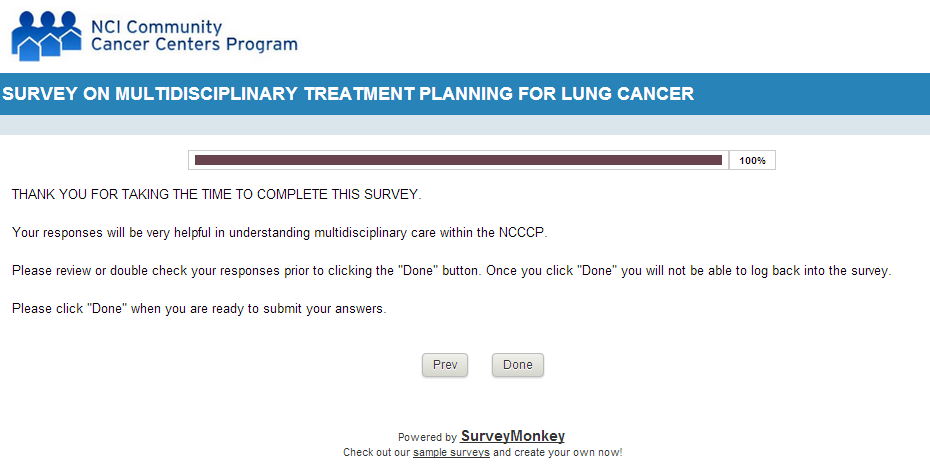 NCI Community
Cancer Centers Program
SURVEY ON MULTIDISCIPLINARY TREATMENT PLANNING FOR LUNG CANCER
100%
THANK YOU FOR TAKING THE TIME TO COMPLETE THIS SURVEY.
Your responses will be very helpful in understanding multidisciplinary care within the NCCCP.
Please review or double check your responses prior to clicking the "Done" button. Once you click "Done" you will not be able to log back into the survey.
Please click "Done" when you are ready to submit your answers.
Prev Done
Powered by SurveyMonkey
Check out our sample surveys and create your own now!